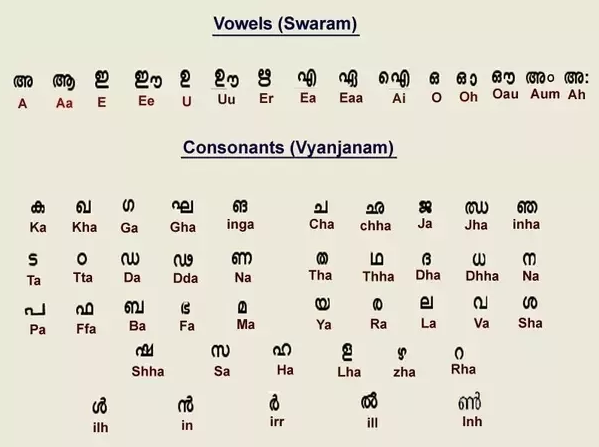 Vowels (Swaram)
അ ആ ഇ ഈ ഉ ഊ ഋ എ ഏ ഐ ഒ ഓ ഔ അം അഃ
A Aa E Ee U Uu Er Ea Eaa Ai O Oh Oau Aum Ah
Consonants (Vyanjanam)
ക ഖ ഗ ഘ ങ ച ഛ ജ ഝ ഞ
Ka Kha Ga Gha inga Cha chha Ja Jha inha
ട ഠ ഡ ഢ ണ ത ഥ ദ ധ ന
Ta Tta Da Dda Na Tha Thha Dha Dhha Na
പ ഫ ബ ഭ മ യ ര ല വ ശ
Pa Ffa Ba Fa Ma Ya Ra La Va Sha
ഷ സ ഹ ള ഴ റ
Shha Sa Ha Lha zha Rha
ൾ ൻ ർ ൽ ൺ
ilh in irr ill Inh